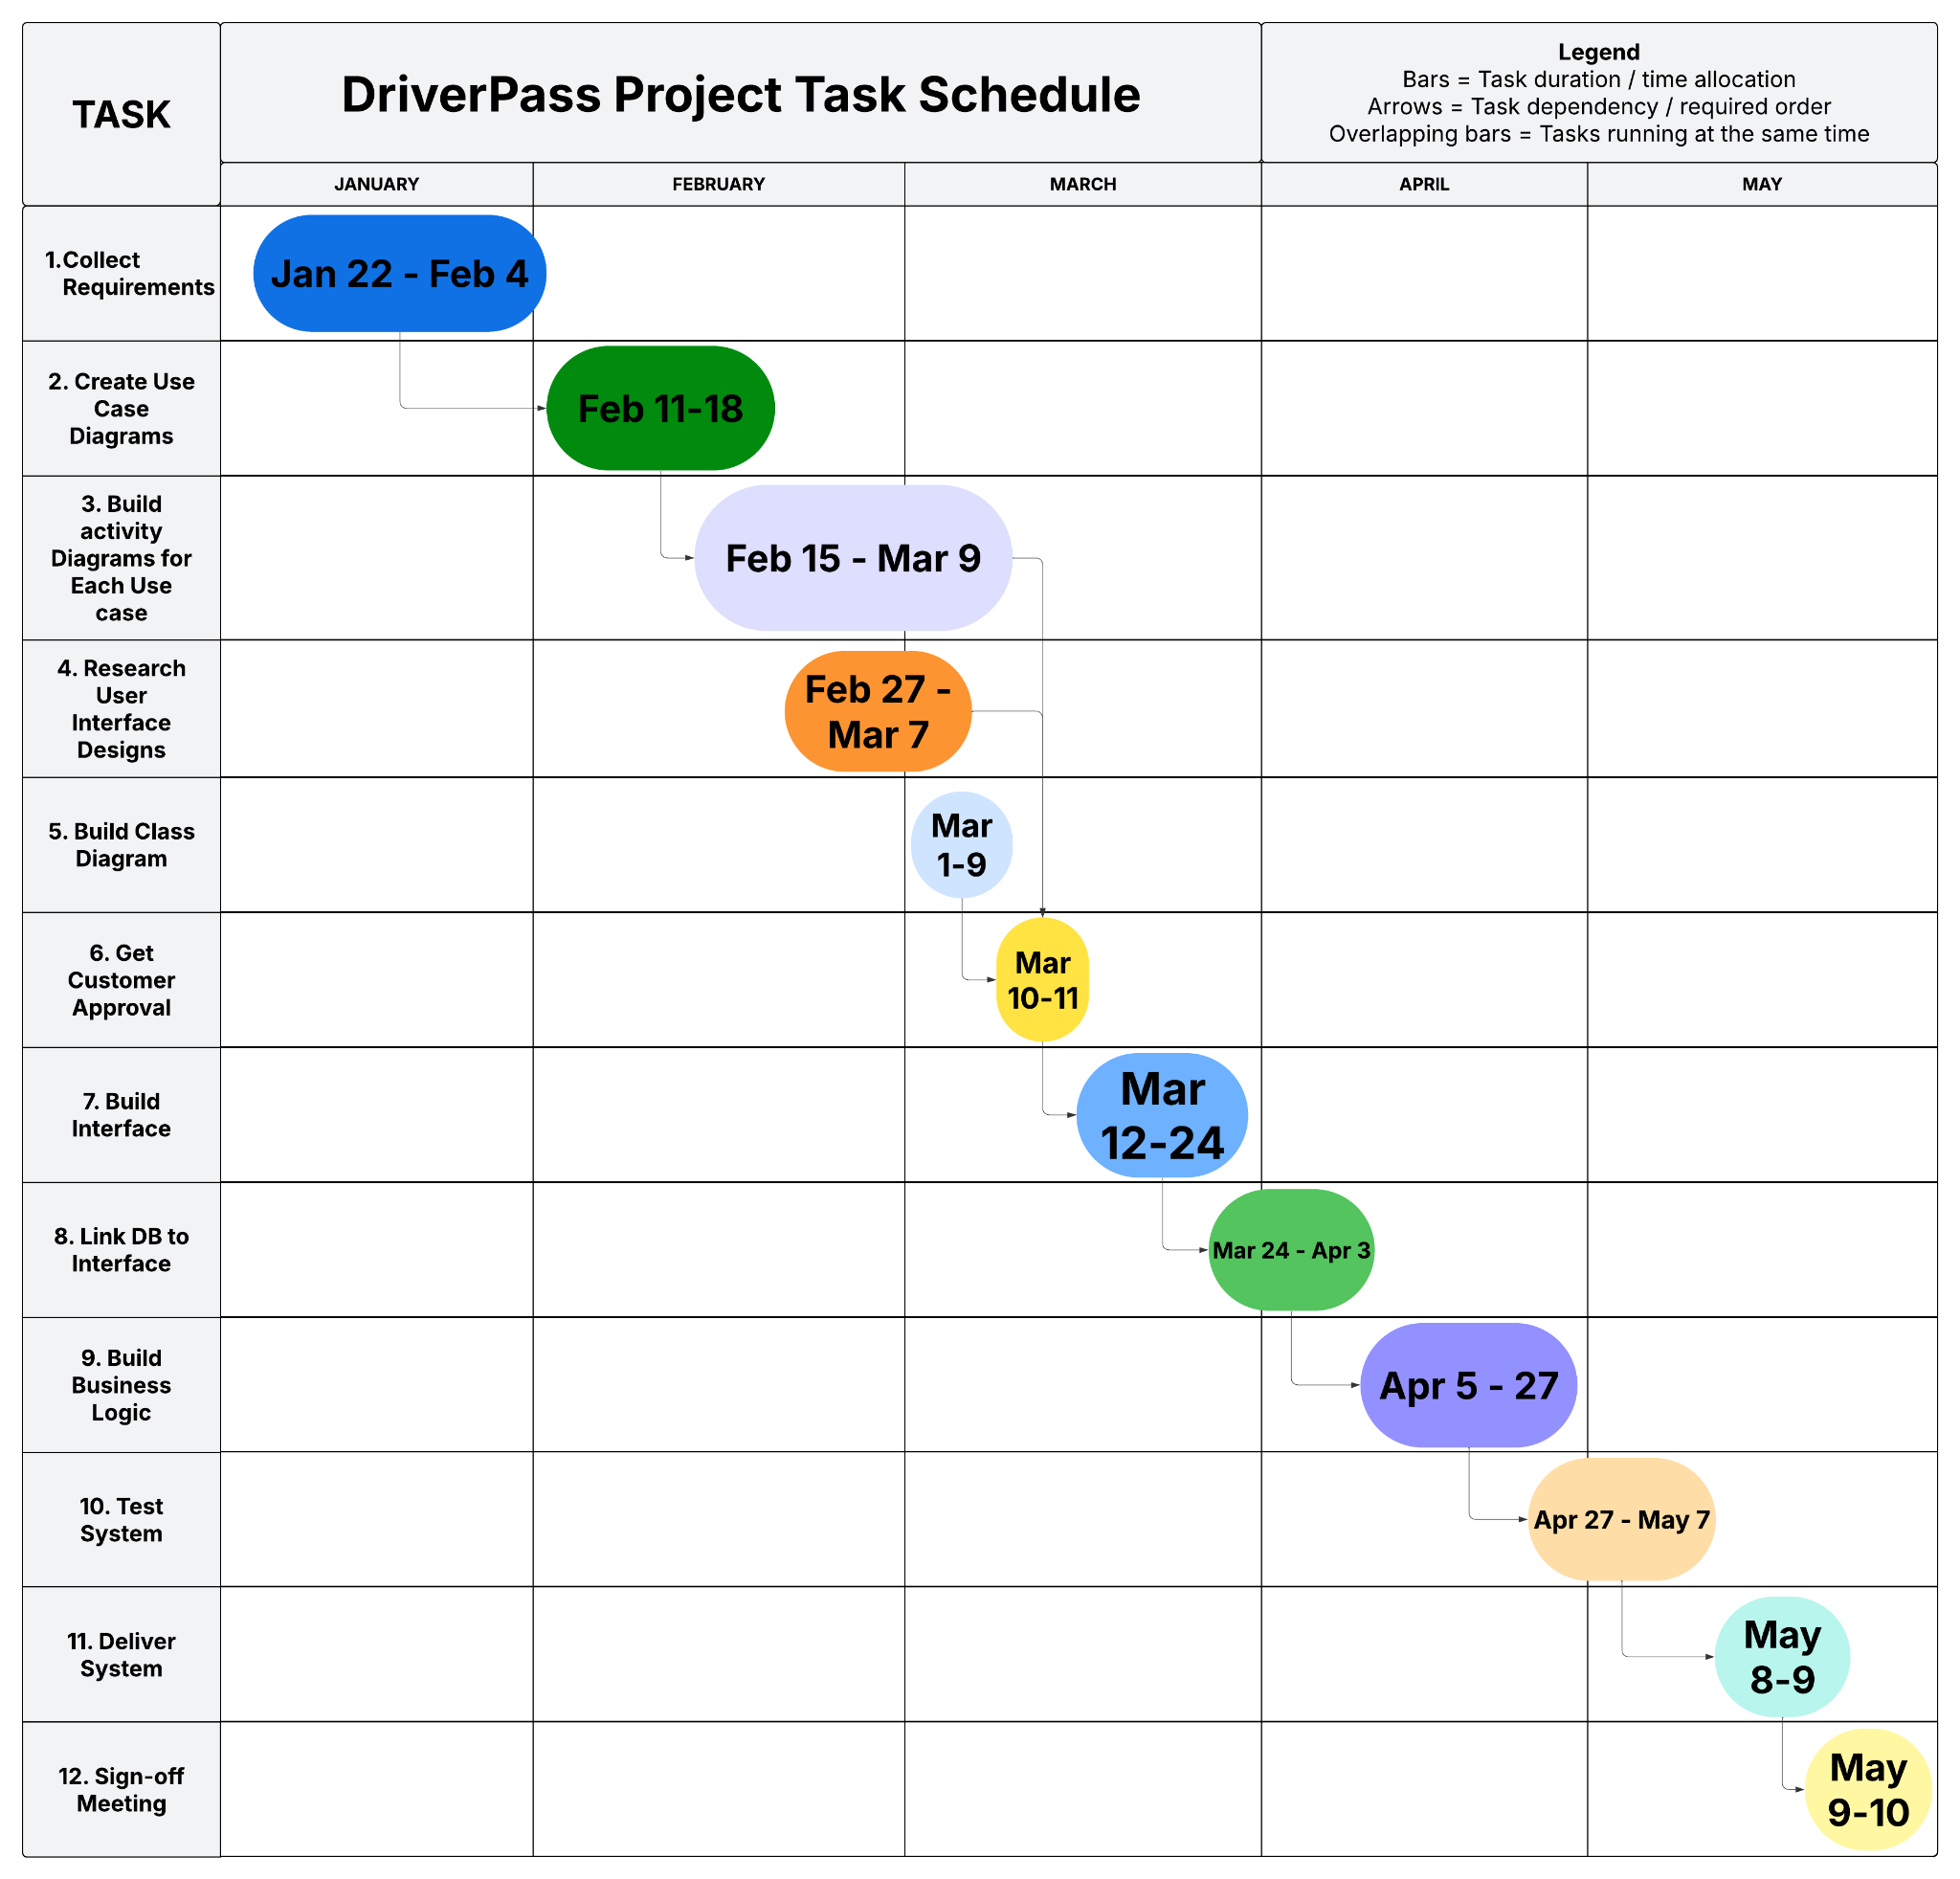 TASK
DriverPass Project Task Schedule
Legend
Bars = Task duration / time allocation
Arrows = Task dependency / required order
Overlapping bars = Tasks running at the same time
JANUARY
FEBRUARY
MARCH
APRIL
MAY
1.Collect
Requirements
Jan 22 - Feb 4
2. Create Use
Case
Diagrams
Feb 11-18
3. Build
activity
Diagrams for
Each Use
case
Feb 15 - Mar 9
4. Research
User
Interface
Designs
Feb 27 -
Mar 7
5. Build Class
Diagram
Mar
1-9
6. Get
Customer
Approval
Mar
10-11
7. Build
Interface
Mar
12-24
8. Link DB to
Interface
Mar 24 - Apr 3
9. Build
Business
Logic
Apr 5 - 27
10. Test
System
Apr 27 - May 7
11. Deliver
System
May
8-9
12. Sign-off
Meeting
May
9-10